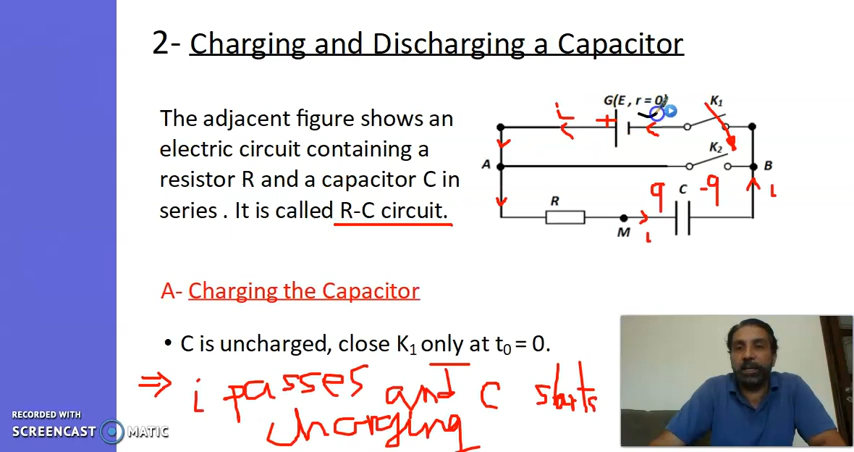 2- Charging and Discharging a Capacitor
The adjacent figure shows an
electric circuit containing a
resistor R and a capacitor C in
series . It is called R-C circuit.
G(E , r = 0)
K1
i
+
K2
A
B
q C -q
R
i
M
i
A- Charging the Capacitor
• C is uncharged, close K1 only at t0 = 0.
⇒ i passes and C starts
charging
RECORDED WITH
SCREENCAST MATIC